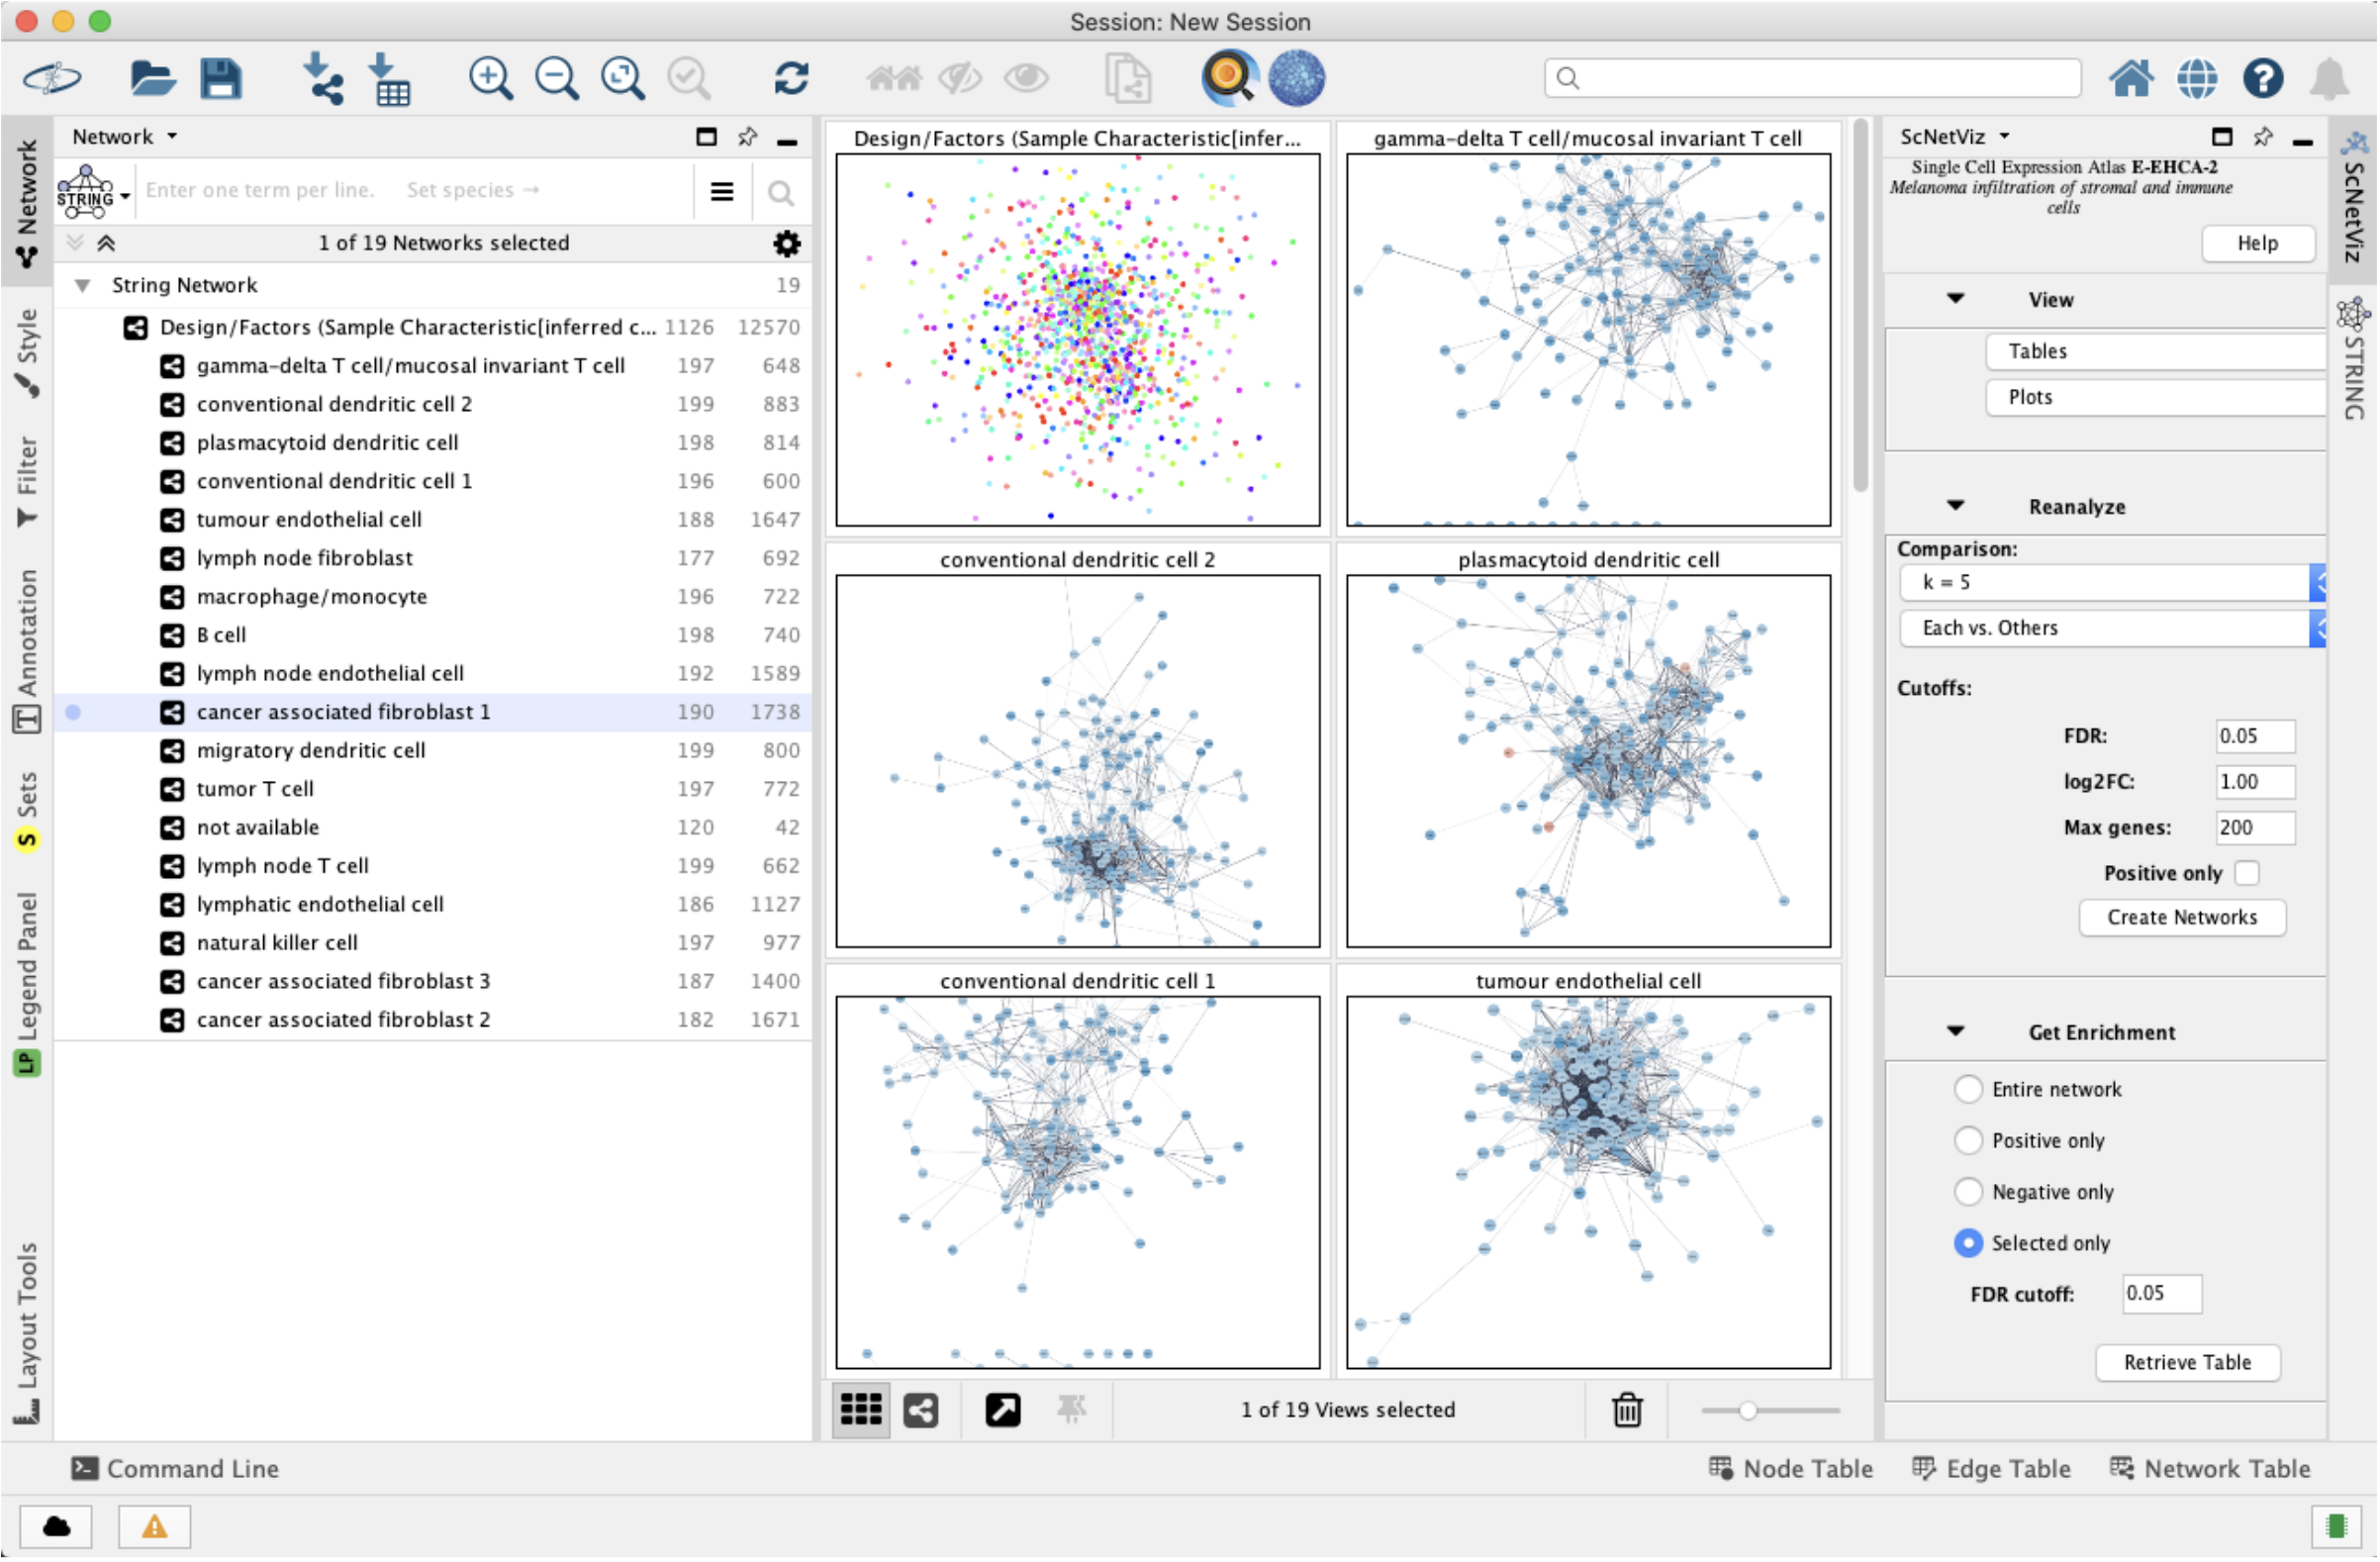 Session: New Session
Network
STRING
Enter one term per line. Set species →
1 of 19 Networks selected
String Network 19
Design/Factors (Sample Characteristic[inferred c... 1126 12570
gamma-delta T cell/mucosal invariant T cell 197 648
conventional dendritic cell 2 199 883
plasmacytoid dendritic cell 198 814
conventional dendritic cell 1 196 600
tumour endothelial cell 188 1647
lymph node fibroblast 177 692
macrophage/monocyte 196 722
B cell 198 740
lymph node endothelial cell 192 1589
cancer associated fibroblast 1 190 1738
migratory dendritic cell 199 800
tumor T cell 197 772
not available 120 42
lymph node T cell 199 662
lymphatic endothelial cell 186 1127
natural killer cell 197 977
cancer associated fibroblast 3 187 1400
cancer associated fibroblast 2 182 1671
Network
Style
Filter
Annotation
T
Sets
S
Legend Panel
LP
Layout Tools
Design/Factors (Sample Characteristic[infer...
gamma-delta T cell/mucosal invariant T cell
conventional dendritic cell 2
plasmacytoid dendritic cell
conventional dendritic cell 1
tumour endothelial cell
1 of 19 Views selected
ScNetViz
Single Cell Expression Atlas E-EHCA-2
Melanoma infiltration of stromal and immune
cells
Help
View
Tables
Plots
Reanalyze
Comparison:
k = 5
Each vs. Others
Cutoffs:
FDR: 0.05
log2FC: 1.00
Max genes: 200
Positive only
Create Networks
Get Enrichment
Entire network
Positive only
Negative only
Selected only
FDR cutoff: 0.05
Retrieve Table
ScNetViz
STRING
Command Line
Node Table
Edge Table
Network Table